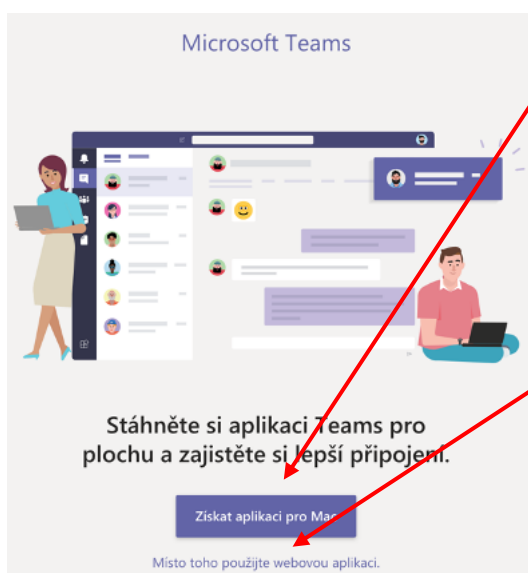 Microsoft Teams
Stáhněte si aplikaci Teams pro
plochu a zajistěte si lepší připojení.
Získat aplikaci pro Mac
Místo toho použijte webovou aplikaci.